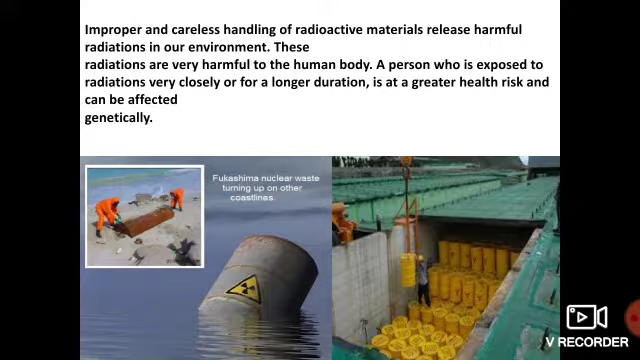 Improper and careless handling of radioactive materials release harmful
radiations in our environment. These
radiations are very harmful to the human body. A person who is exposed to
radiations very closely or for a longer duration, is at a greater health risk and
can be affected
genetically.
Fukashima nuclear waste
turning up on other
coastlines.
V RECORDER